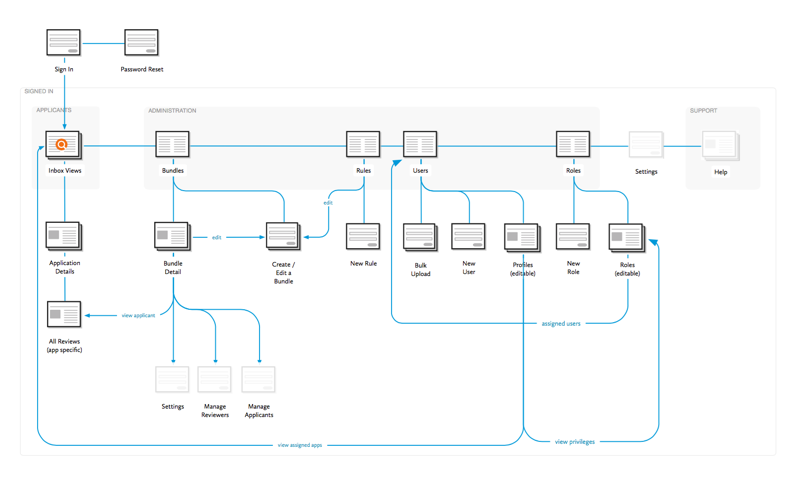 Sign In
Password Reset
SIGNED IN
APPLICANTS
ADMINISTRATION
SUPPORT
Inbox Views
Bundles
Rules
Users
Roles
Settings
Help
edit
edit
Application
Details
Bundle
Detail
Create /
Edit a
Bundle
New Rule
Bulk
Upload
New
User
Profiles
(editable)
New
Role
Roles
(editable)
view applicant
assigned users
All Reviews
(app specific)
Settings
Manage
Reviewers
Manage
Applicants
view assigned apps
view privileges